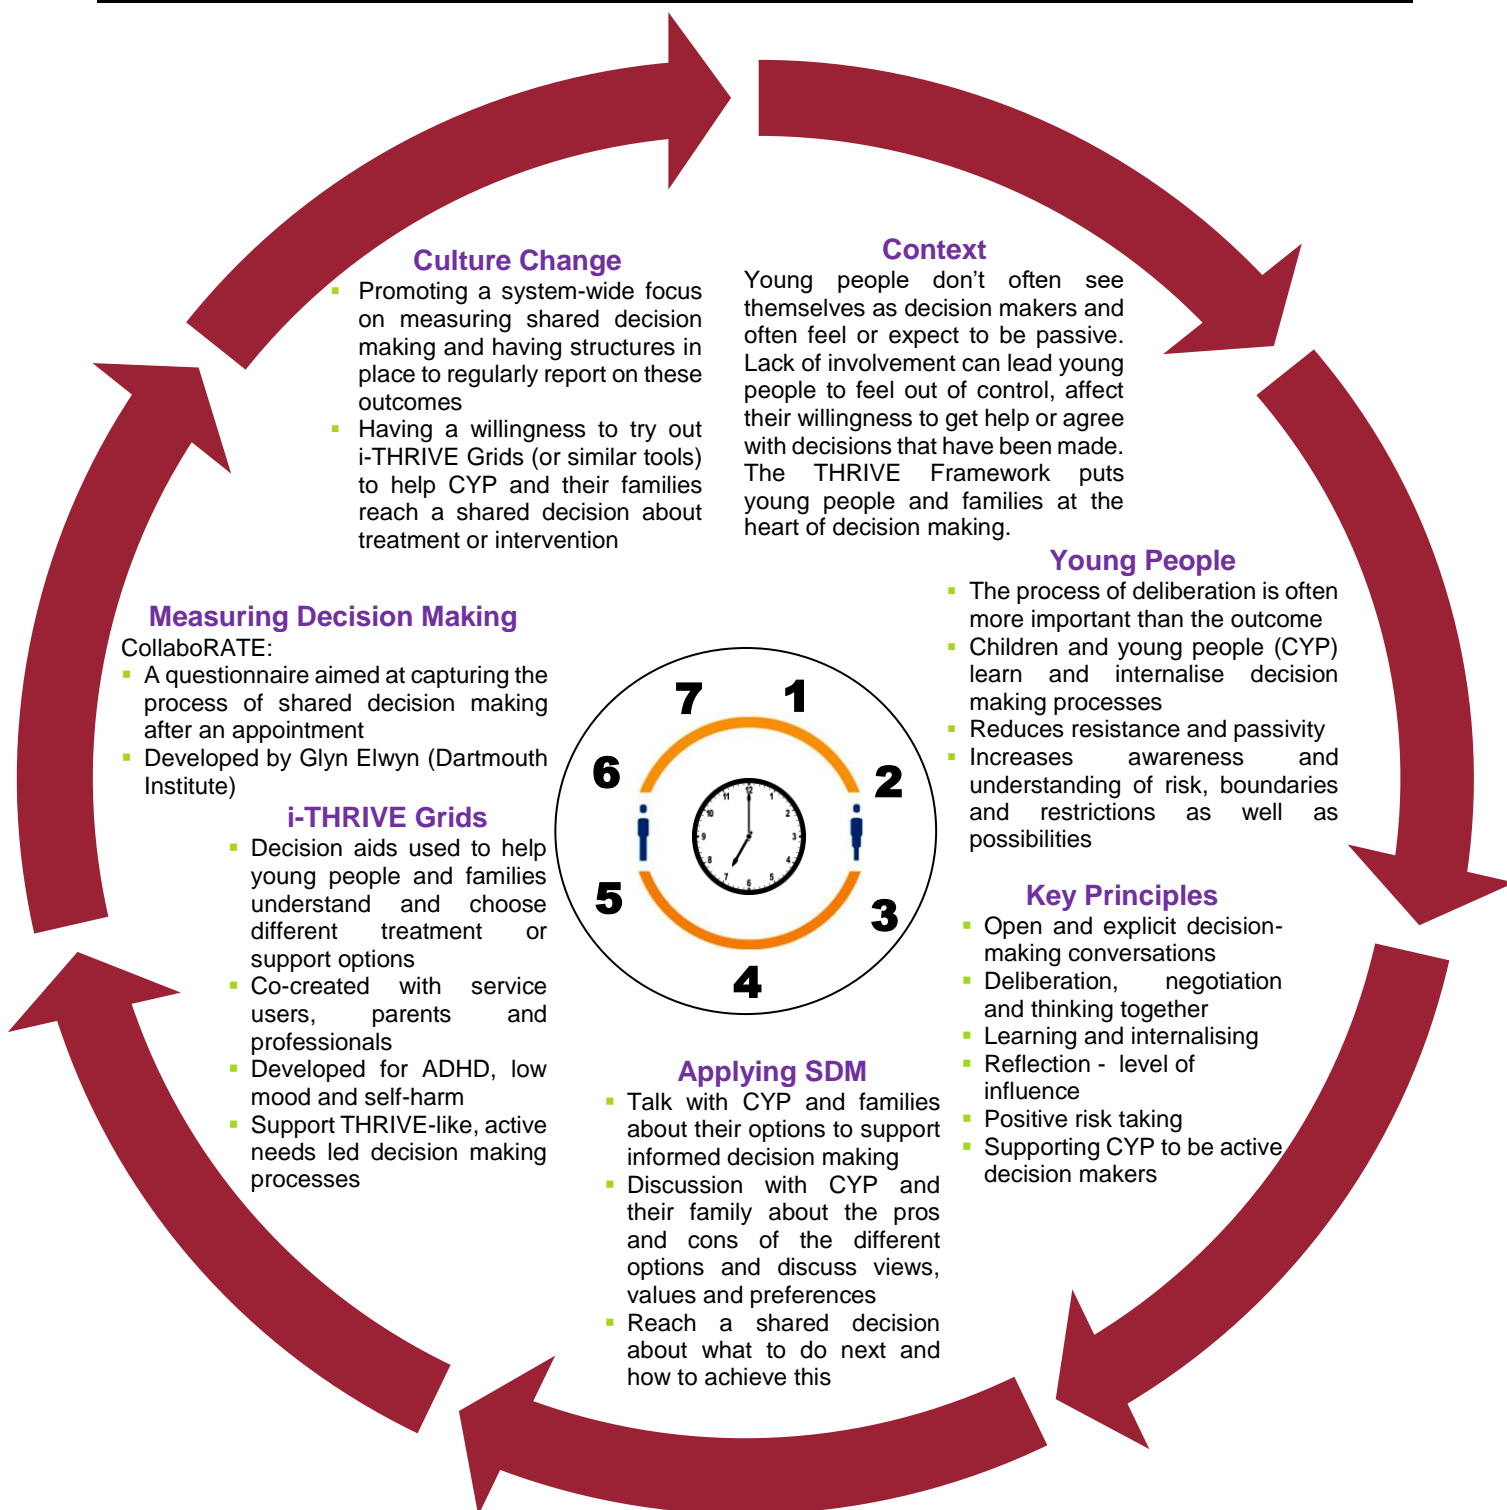 Context
Young people don’t often see
themselves as decision makers and
often feel or expect to be passive.
Lack of involvement can lead young
people to feel out of control, affect
their willingness to get help or agree
with decisions that have been made.
The THRIVE Framework puts
young people and families at the
heart of decision making.
Young People
▪ The process of deliberation is often
more important than the outcome
▪ Children and young people (CYP)
learn and internalise decision
making processes
▪ Reduces resistance and passivity
▪ Increases awareness and
understanding of risk, boundaries
and restrictions as well as
possibilities
Key Principles
▪ Open and explicit decision-
making conversations
▪ Deliberation, negotiation
and thinking together
▪ Learning and internalising
▪ Reflection - level of
influence
▪ Positive risk taking
▪ Supporting CYP to be active
decision makers
Applying SDM
▪ Talk with CYP and families
about their options to support
informed decision making
▪ Discussion with CYP and
their family about the pros
and cons of the different
options and discuss views,
values and preferences
▪ Reach a shared decision
about what to do next and
how to achieve this
i-THRIVE Grids
▪ Decision aids used to help
young people and families
understand and choose
different treatment or
support options
▪ Co-created with service
users, parents and
professionals
▪ Developed for ADHD, low
mood and self-harm
▪ Support THRIVE-like, active
needs led decision making
processes
Measuring Decision Making
CollaboRATE:
▪ A questionnaire aimed at capturing the
process of shared decision making
after an appointment
▪ Developed by Glyn Elwyn (Dartmouth
Institute)
Culture Change
▪ Promoting a system-wide focus
on measuring shared decision
making and having structures in
place to regularly report on these
outcomes
▪ Having a willingness to try out
i-THRIVE Grids (or similar tools)
to help CYP and their families
reach a shared decision about
treatment or intervention
1
2
3
4
5
6
7
12
1
2
3
4
5
6
7
8
9
10
11